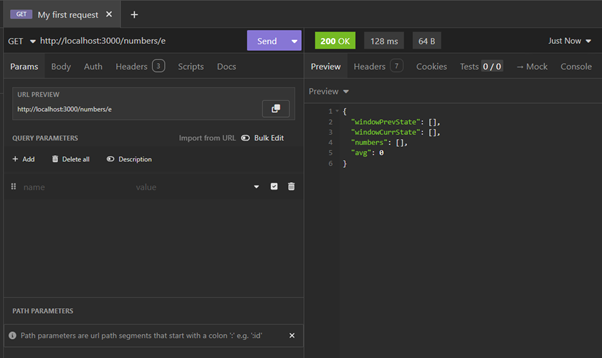 GET My first request
GET http://localhost:3000/numbers/e Send
200 OK 128 ms 64 B Just Now
Params Body Auth Headers 3 Scripts Docs
Preview Headers 7 Cookies Tests 0 / 0 → Mock Console
URL PREVIEW
http://localhost:3000/numbers/e
QUERY PARAMETERS Import from URL Bulk Edit
+ Add Delete all Description
name value
PATH PARAMETERS
Path parameters are url path segments that start with a colon ':' e.g. ':id'
Preview
1 {
2 "windowPrevState": [],
3 "windowCurrState": [],
4 "numbers": [],
5 "avg": 0
6 }